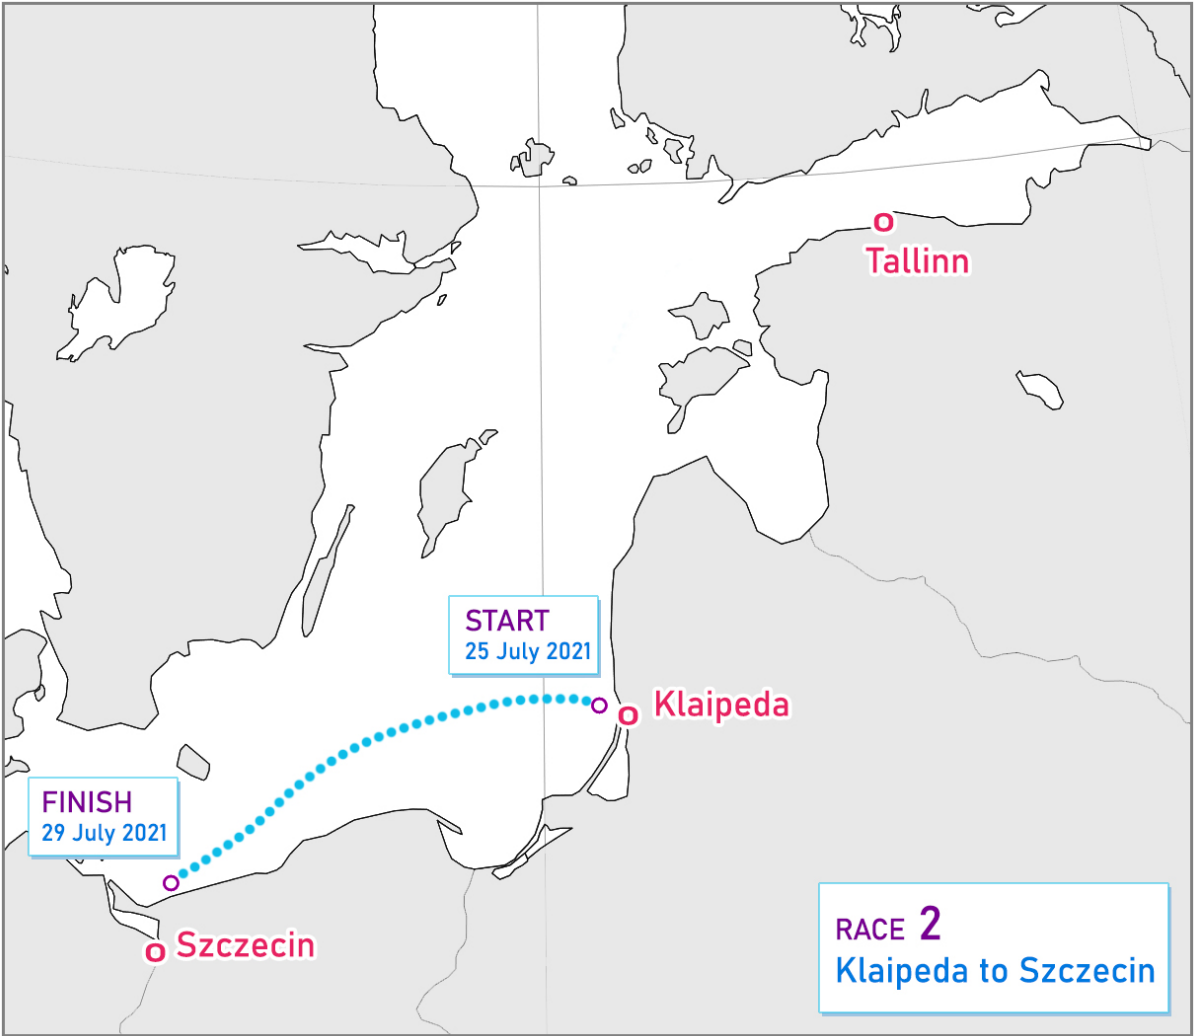 Tallinn
START
25 July 2021
Klaipeda
FINISH
29 July 2021
Szczecin
RACE 2
Klaipeda to Szczecin